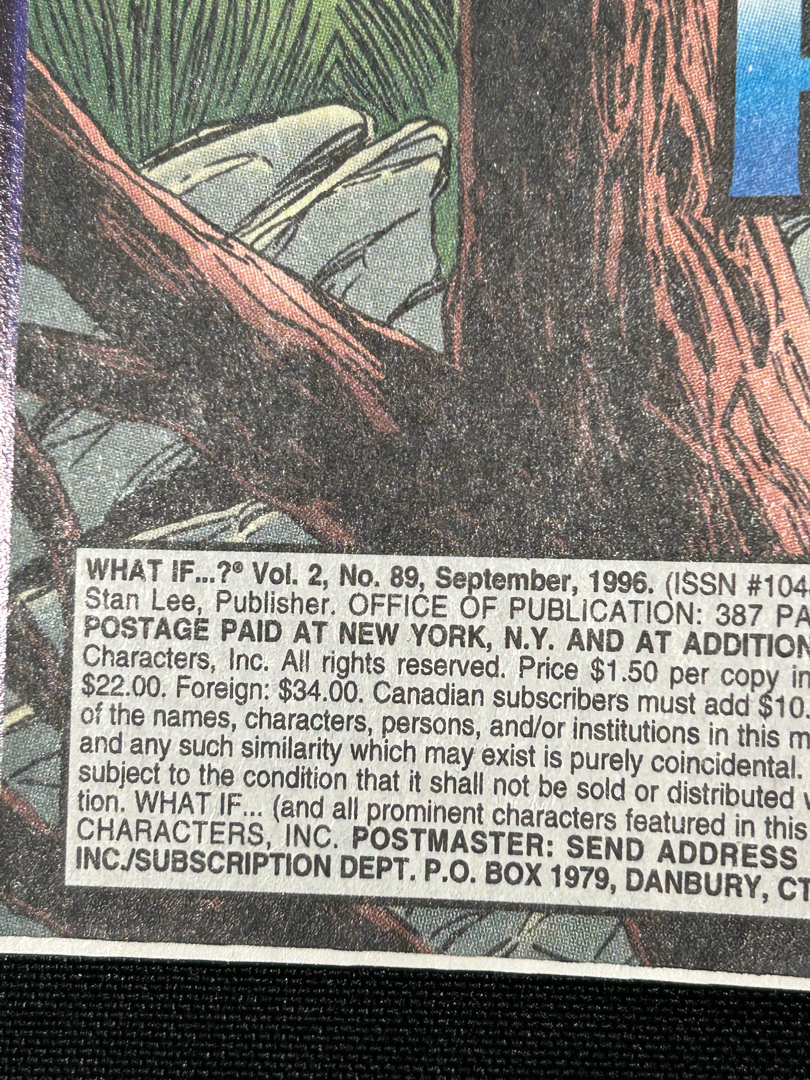 WHAT IF...?® Vol. 2, No. 89, September, 1996. (ISSN #104
Stan Lee, Publisher. OFFICE OF PUBLICATION: 387 PA
POSTAGE PAID AT NEW YORK, N.Y. AND AT ADDITION
Characters, Inc. All rights reserved. Price $1.50 per copy in
$22.00. Foreign: $34.00. Canadian subscribers must add $10.
of the names, characters, persons, and/or institutions in this m
and any such similarity which may exist is purely coincidental.
subject to the condition that it shall not be sold or distributed w
tion. WHAT IF... (and all prominent characters featured in this
CHARACTERS, INC. POSTMASTER: SEND ADDRESS
INC./SUBSCRIPTION DEPT. P.O. BOX 1979, DANBURY, CT